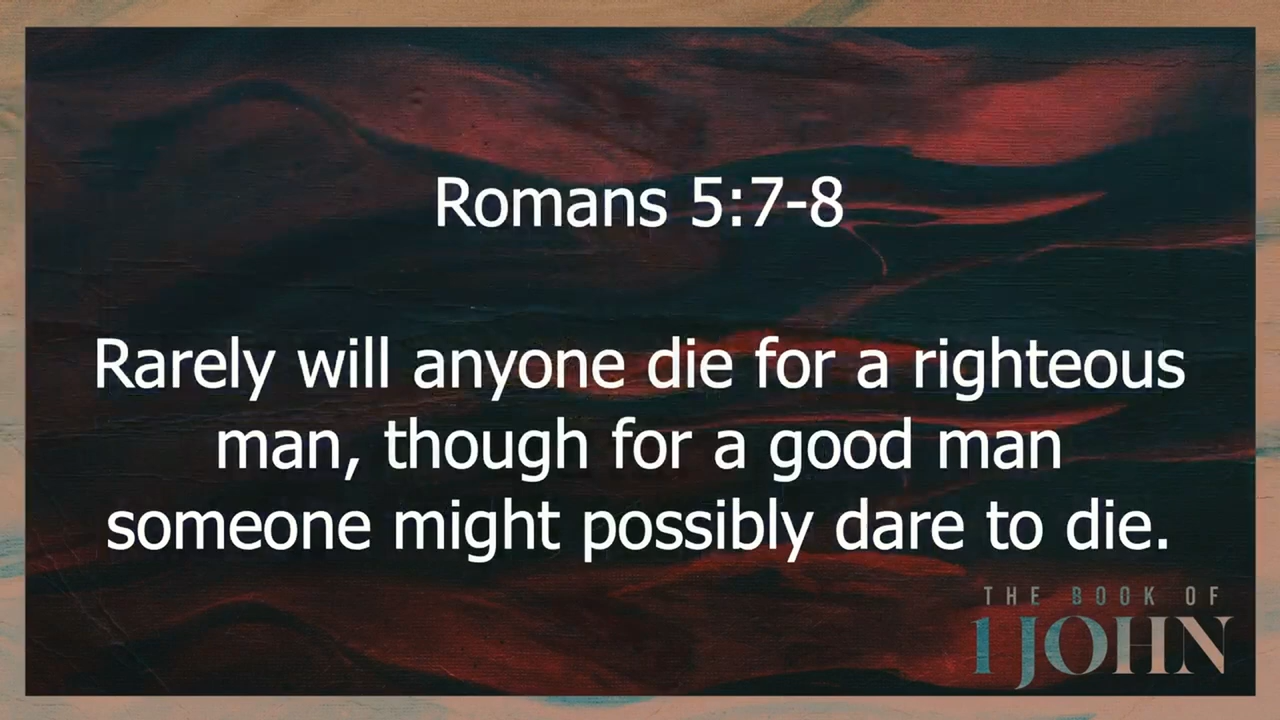 Romans 5:7-8
Rarely will anyone die for a righteous
man, though for a good man
someone might possibly dare to die.
THE BOOK OF
1 JOHN